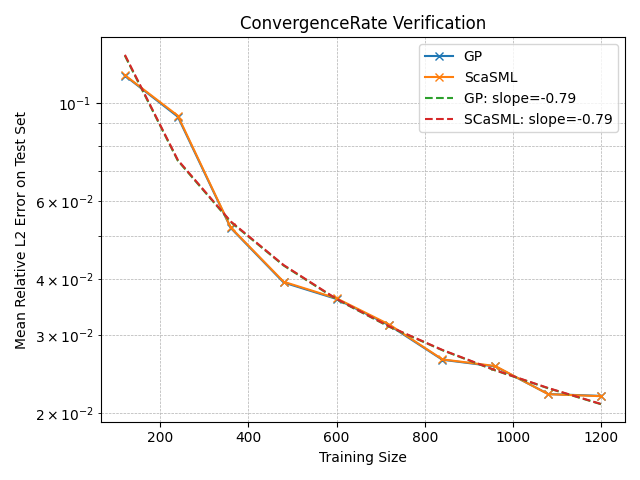 ConvergenceRate Verification
GP
ScaSML
GP: slope=-0.79
SCaSML: slope=-0.79
Mean Relative L2 Error on Test Set
10⁻¹
6 × 10⁻²
4 × 10⁻²
3 × 10⁻²
2 × 10⁻²
200 400 600 800 1000 1200
Training Size